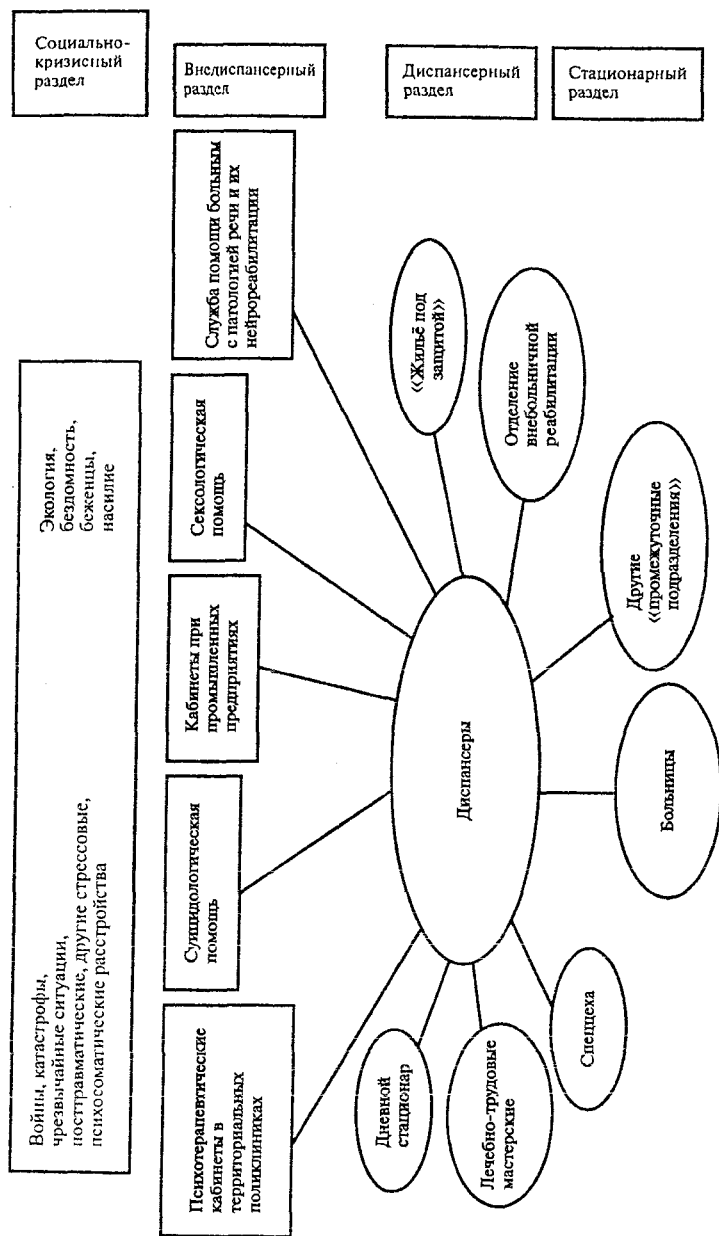 Войны, катастрофы,
чрезвычайные ситуации,
посттравматические, другие стрессовые,
психосоматические расстройства
Экология,
бездомность,
беженцы,
насилие
Социально-
кризисный
раздел
Психотерапевтические
кабинеты в
территориальных
поликлиниках
Суицидологическая
помощь
Кабинеты при
промышленных
предприятиях
Сексологическая
помощь
Служба помощи больным
с патологией речи и их
нейрореабилитации
Внедиспансерный
раздел
Дневной
стационар
Лечебно-трудовые
мастерские
Спеццеха
Диспансеры
Больницы
«Жильё под
защитой»
Отделение
внебольничной
реабилитации
Другие
«промежуточные
подразделения»
Диспансерный
раздел
Стационарный
раздел